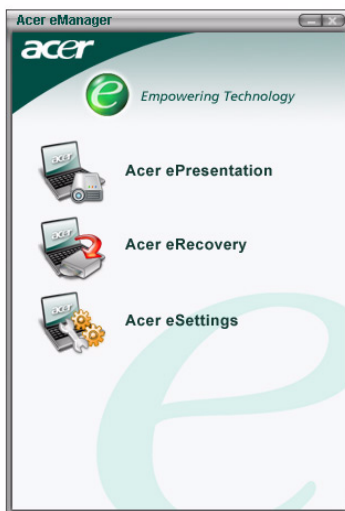 Acer eManager
acer
e Empowering Technology
Acer ePresentation
Acer eRecovery
Acer eSettings